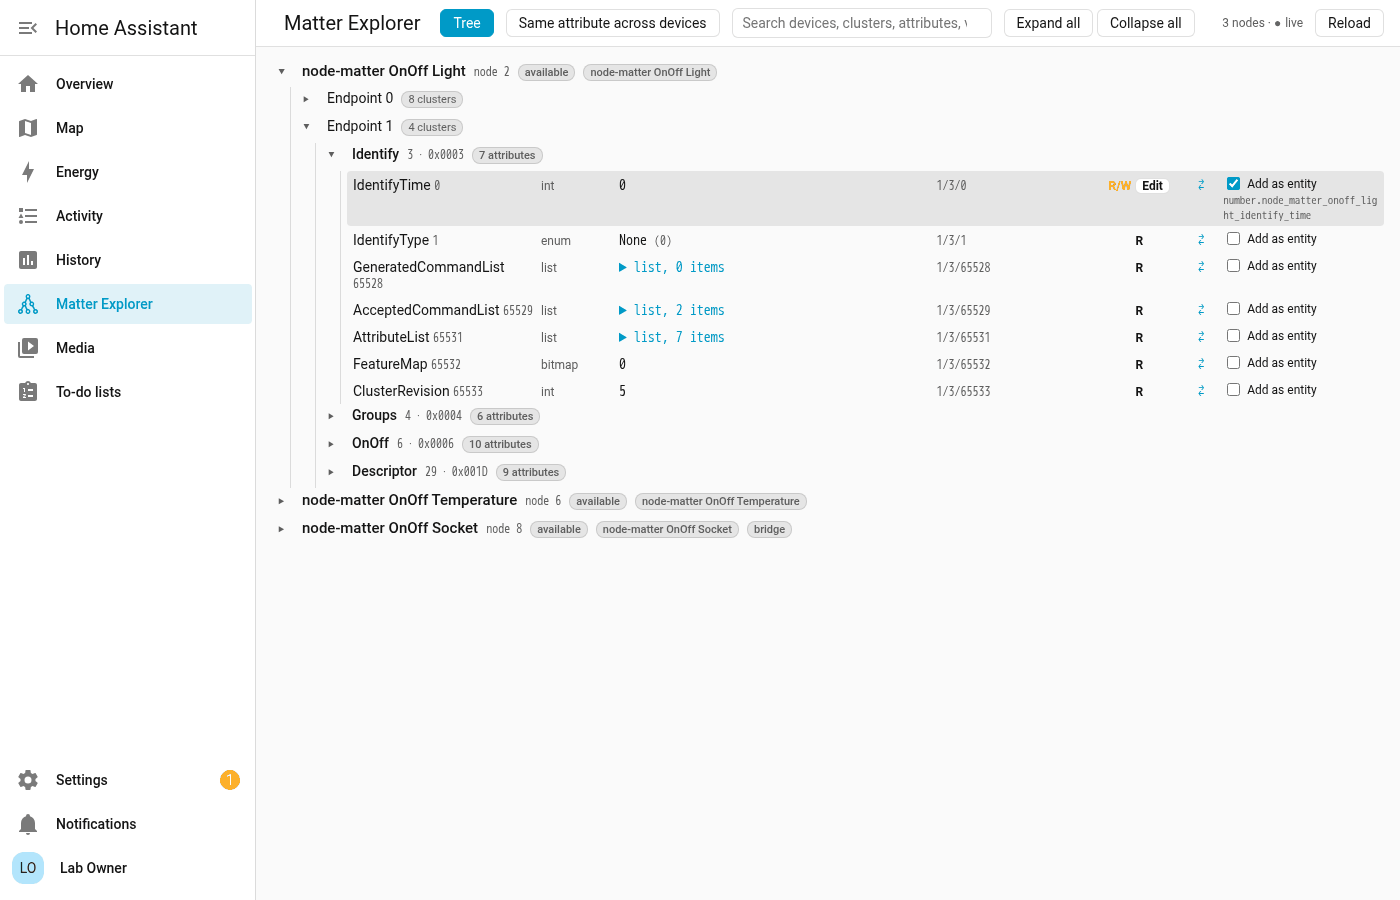 Home Assistant
Matter Explorer
Tree
Same attribute across devices
Search devices, clusters, attributes,
Expand all
Collapse all
3 nodes · ● live
Reload
Overview
Map
Energy
Activity
History
Matter Explorer
Media
To-do lists
Settings
1
Notifications
LO
Lab Owner
node-matter OnOff Light node 2 available node-matter OnOff Light
Endpoint 0 8 clusters
Endpoint 1 4 clusters
Identify 3 · 0x0003 7 attributes
IdentifyTime 0 int 0 1/3/0 R/W Edit Add as entity
number.node_matter_onoff_lig
ht_identify_time
IdentifyType 1 enum None (0) 1/3/1 R Add as entity
GeneratedCommandList list list, 0 items 1/3/65528 R Add as entity
65528
AcceptedCommandList 65529 list list, 2 items 1/3/65529 R Add as entity
AttributeList 65531 list list, 7 items 1/3/65531 R Add as entity
FeatureMap 65532 bitmap 0 1/3/65532 R Add as entity
ClusterRevision 65533 int 5 1/3/65533 R Add as entity
Groups 4 · 0x0004 6 attributes
OnOff 6 · 0x0006 10 attributes
Descriptor 29 · 0x001D 9 attributes
node-matter OnOff Temperature node 6 available node-matter OnOff Temperature
node-matter OnOff Socket node 8 available node-matter OnOff Socket bridge